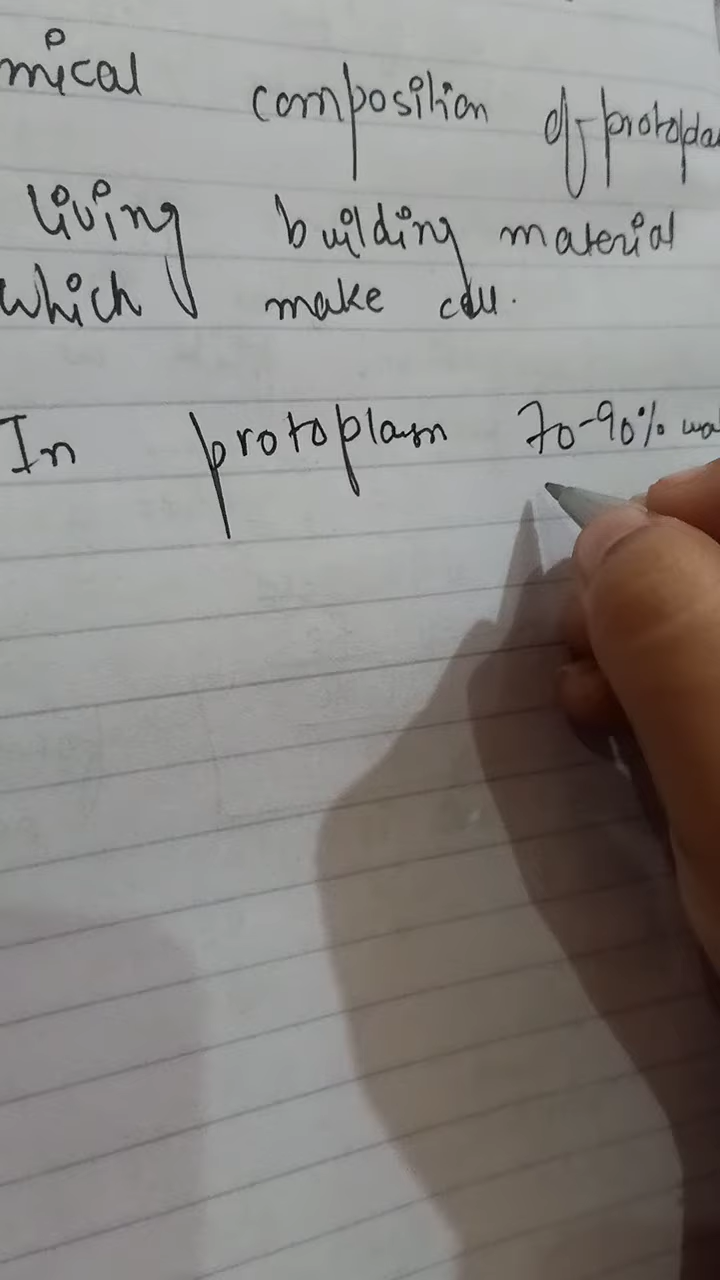 mical composition of protopla
living building material
which make cell.
In protoplasm 70-90% wa